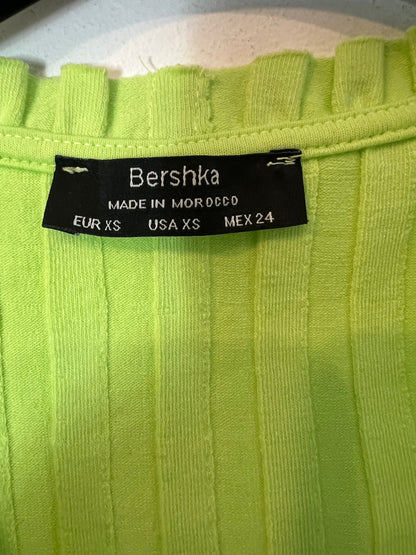 Bershka
MADE IN MOROCCO
EUR XS USA XS MEX 24